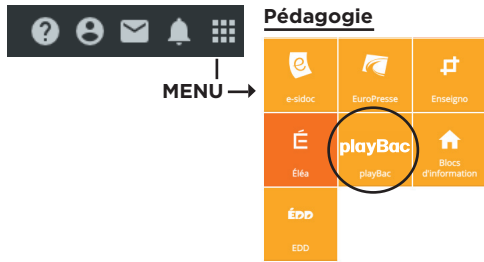 Pédagogie
MENU
e-sidoc
EuroPresse
Enseigno
É
Éléa
playBac
playBac
Blocs
d'information
ÉDD
EDD